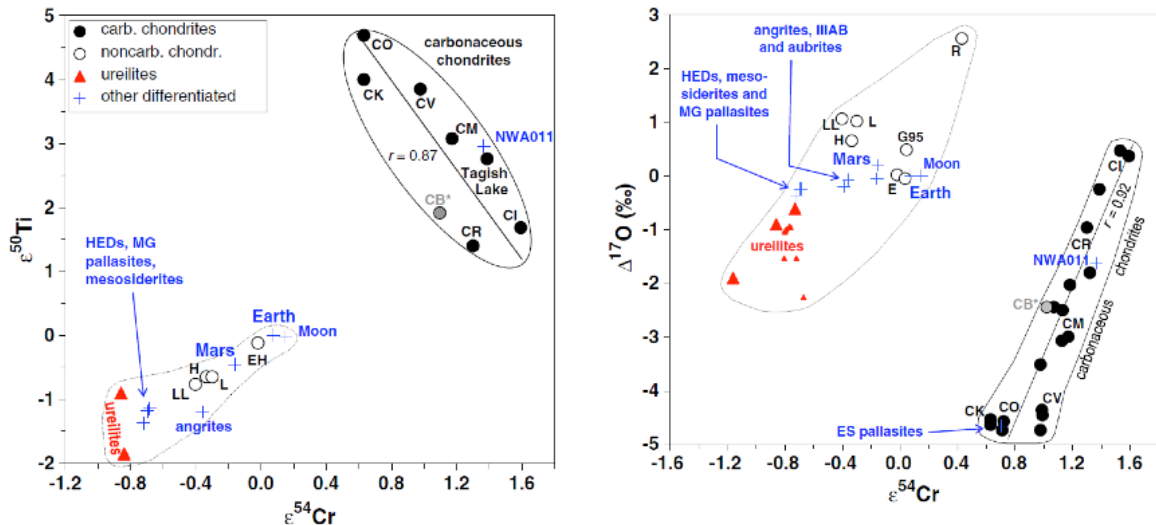 carb. chondrites
noncarb. chondr.
ureilites
other differentiated
5
4
3
2
1
0
-1
-2
ε⁵⁰Ti
CO
carbonaceous
chondrites
CK
CV
CM
NWA011
r = 0.87
Tagish
Lake
CB*
CI
CR
HEDs, MG
pallasites,
mesosiderites
Earth
Moon
Mars
EH
H
L
LL
angrites
ureilites
-1.2 -0.8 -0.4 0.0 0.4 0.8 1.2 1.6
ε⁵⁴Cr
3
2
1
0
-1
-2
-3
-4
-5
Δ¹⁷O (‰)
angrites, IIIAB
and aubrites
R
HEDs, meso-
siderites and
MG pallasites
LL
L
H
G95
Mars
Moon
E
Earth
ureilites
CI
r = 0.92
CR
NWA011
chondrites
CB*
CM
carbonaceous
CK
CO
CV
ES pallasites
-1.2 -0.8 -0.4 0.0 0.4 0.8 1.2 1.6
ε⁵⁴Cr